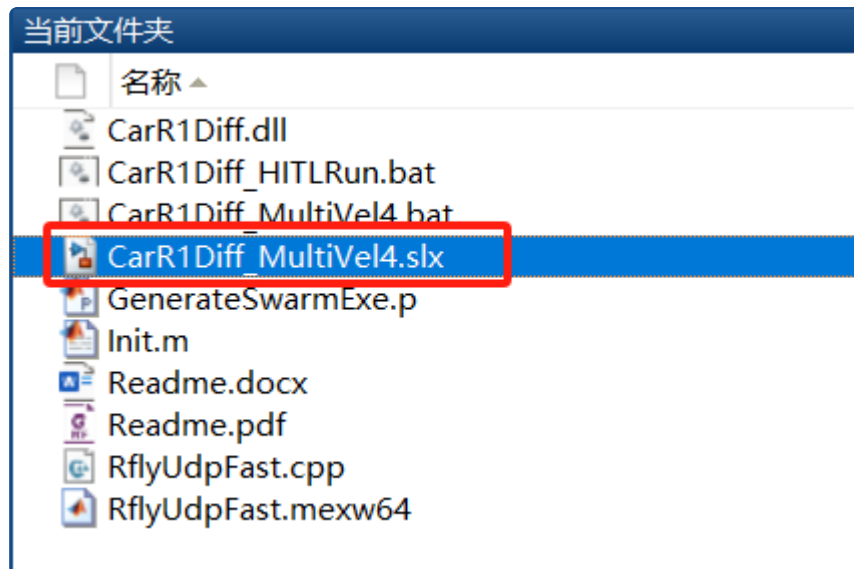 当前文件夹
名称
CarR1Diff.dll
CarR1Diff_HITLRun.bat
CarR1Diff_MultiVel4.bat
CarR1Diff_MultiVel4.slx
GenerateSwarmExe.p
Init.m
Readme.docx
Readme.pdf
RflyUdpFast.cpp
RflyUdpFast.mexw64